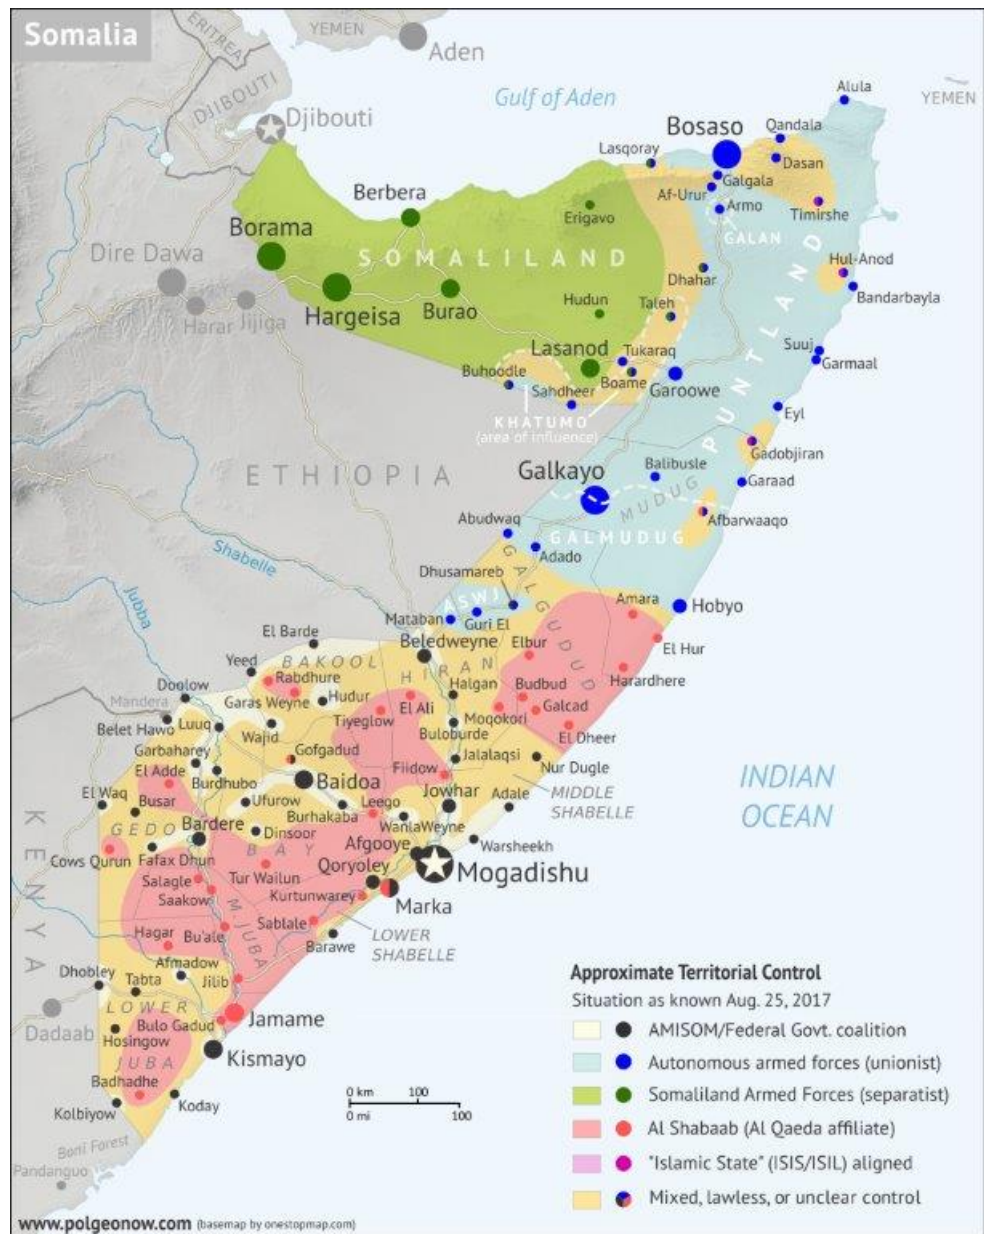 Somalia
ERITREA
YEMEN
Aden
DJIBOUTI
Djibouti
Gulf of Aden
Alula
YEMEN
Bosaso
Qandala
Lasqoray
Dasan
Galgala
Af-Urur
Armo
Timirshe
Berbera
Erigavo
GALAN
Borama
SOMALILAND
Dire Dawa
Hul-Anod
Dhahar
Bandarbayla
Harar
Jijiga
Hargeisa
Burao
Hudun
Taleh
PUNTLAND
Suuj
Garmaal
Lasanod
Tukaraq
Buhoodle
Boame
Sahdheer
Garoowe
Eyl
KHATUMO
(area of influence)
Gadobjiran
ETHIOPIA
Galkayo
Balibusle
Garaad
MUDUG
Afbarwaaqo
Abudwaq
GALMUDUG
Adado
Shabelle
Jubba
Dhusamareb
GALGUDUD
ASWJ
Mataban
Guri El
Amara
Hobyo
El Barde
Beledweyne
Elbur
El Hur
Yeed
BAKOOL
HIRAN
Rabdhure
Halgan
Harardhere
Doolow
Garas Weyne
Hudur
El Ali
Budbud
Mandera
Tiyeglow
Moqokori
Galcad
Belet Hawo
Luuq
Wajid
Buloburde
El Dheer
Garbaharey
Gofgadud
Jalalaqsi
El Adde
Fiidow
Nur Dugle
Burdhubo
Baidoa
INDIAN
OCEAN
El Waq
Busar
Ufurow
Leego
Jowhar
Adale
MIDDLE
SHABELLE
Burhakaba
GEDO
Bardere
Dinsoor
WanlaWeyne
Warsheekh
BAY
Afgooye
Cows Qurun
Fafax Dhun
Qoryoley
Mogadishu
Salagle
Tur Wailun
Saakow
Kurtunwarey
Marka
KENYA
M. JUBA
Sablale
Hagar
Bu'ale
LOWER
SHABELLE
Barawe
Afmadow
Dhobley
Tabta
Jilib
Dadaab
LOWER
JUBA
Bulo Gadud
Jamame
Hosingow
Kismayo
Badhadhe
Kolbiyow
Koday
Boni Forest
Pandanguo
0 km 100
0 mi 100
Approximate Territorial Control
Situation as known Aug. 25, 2017
AMISOM/Federal Govt. coalition
Autonomous armed forces (unionist)
Somaliland Armed Forces (separatist)
Al Shabaab (Al Qaeda affiliate)
"Islamic State" (ISIS/ISIL) aligned
Mixed, lawless, or unclear control
www.polgeonow.com (basemap by onestopmap.com)